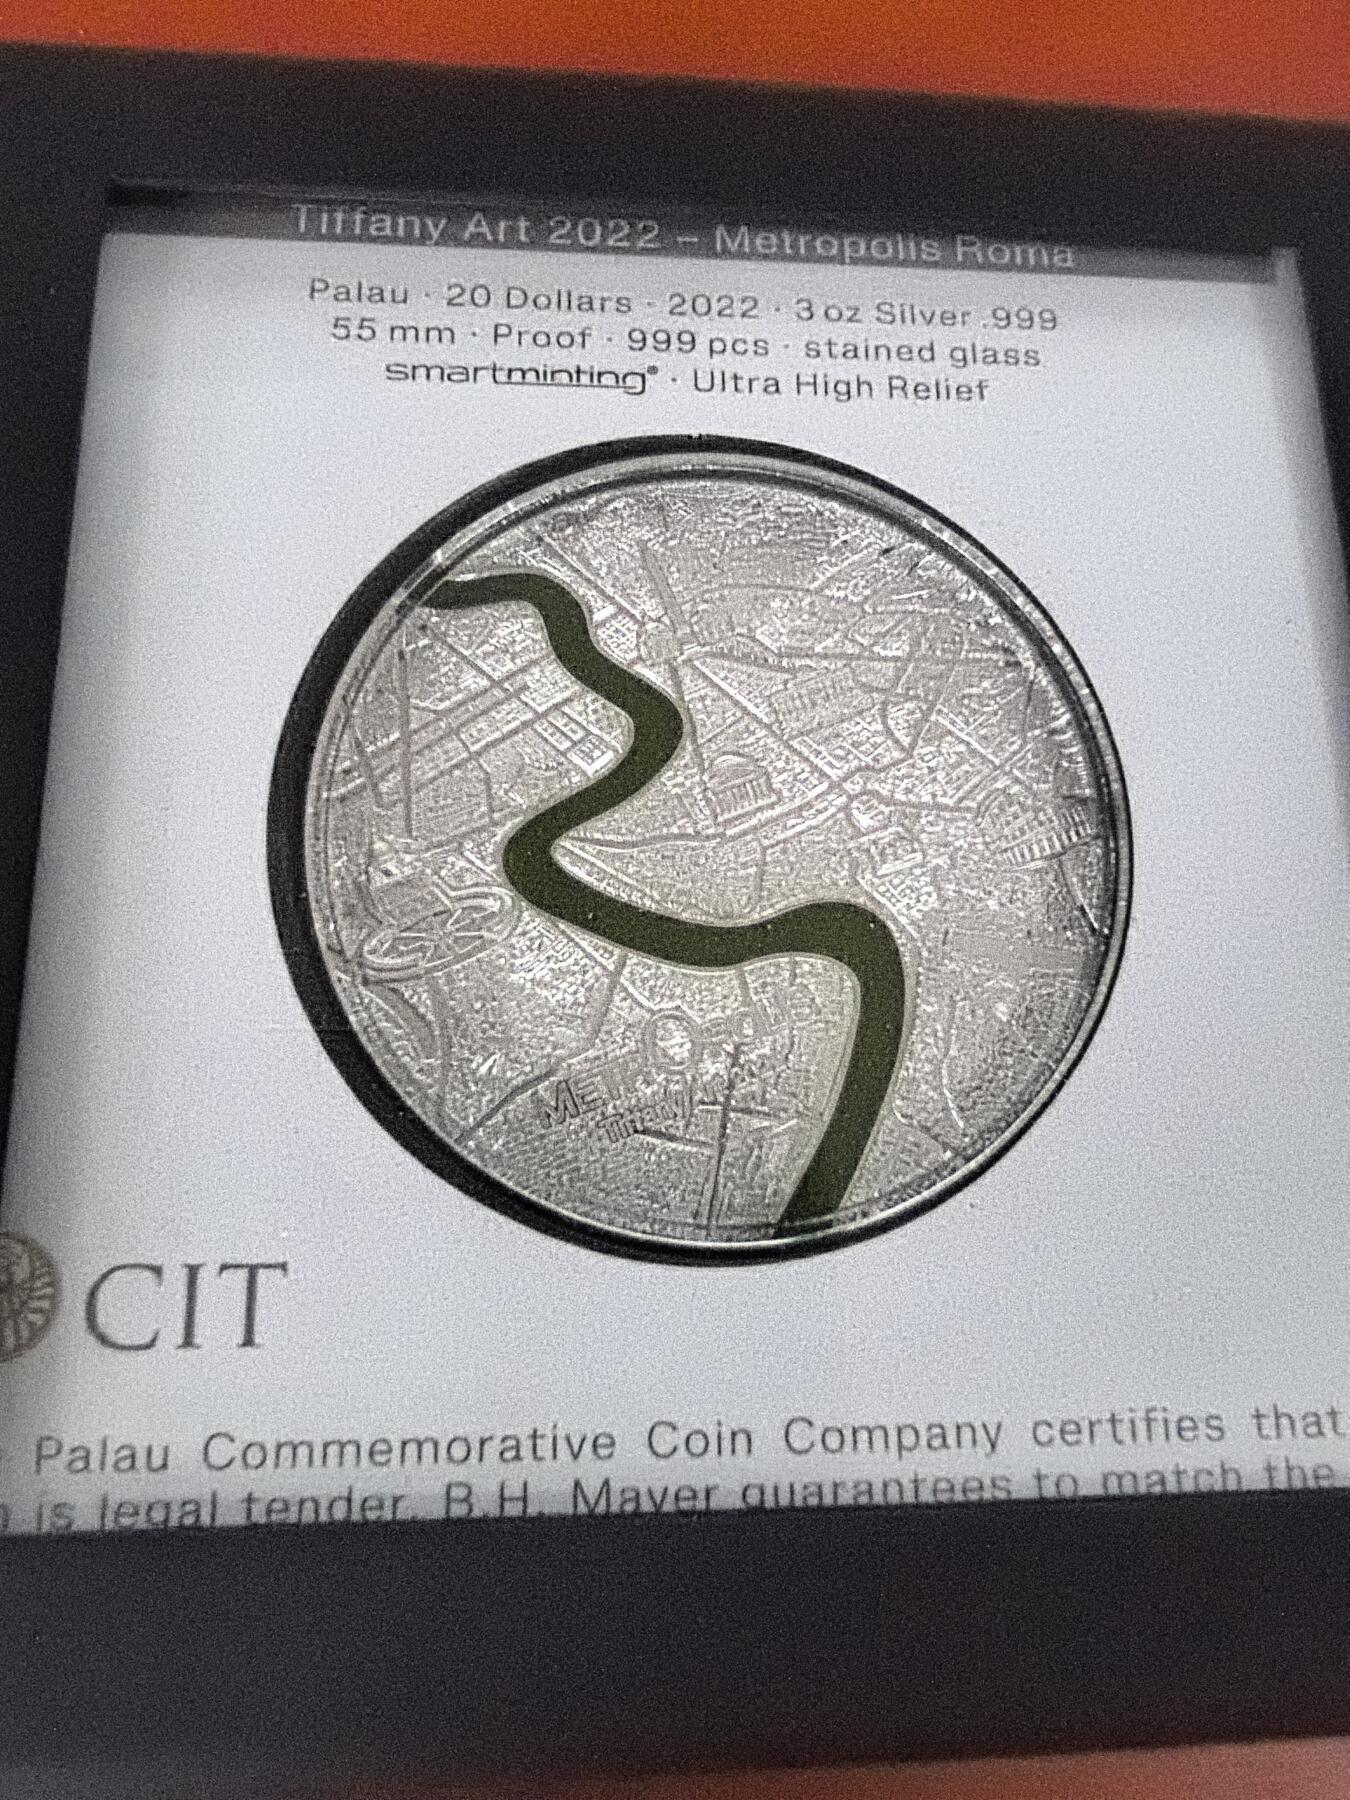 Tiffany Art 2022 – Metropolis Roma
Palau · 20 Dollars · 2022 · 3 oz Silver .999
55 mm · Proof · 999 pcs · stained glass
smartminting® · Ultra High Relief
Tiffany
CIT
Palau Commemorative Coin Company certifies that
is legal tender. B.H. Mayer guarantees to match the